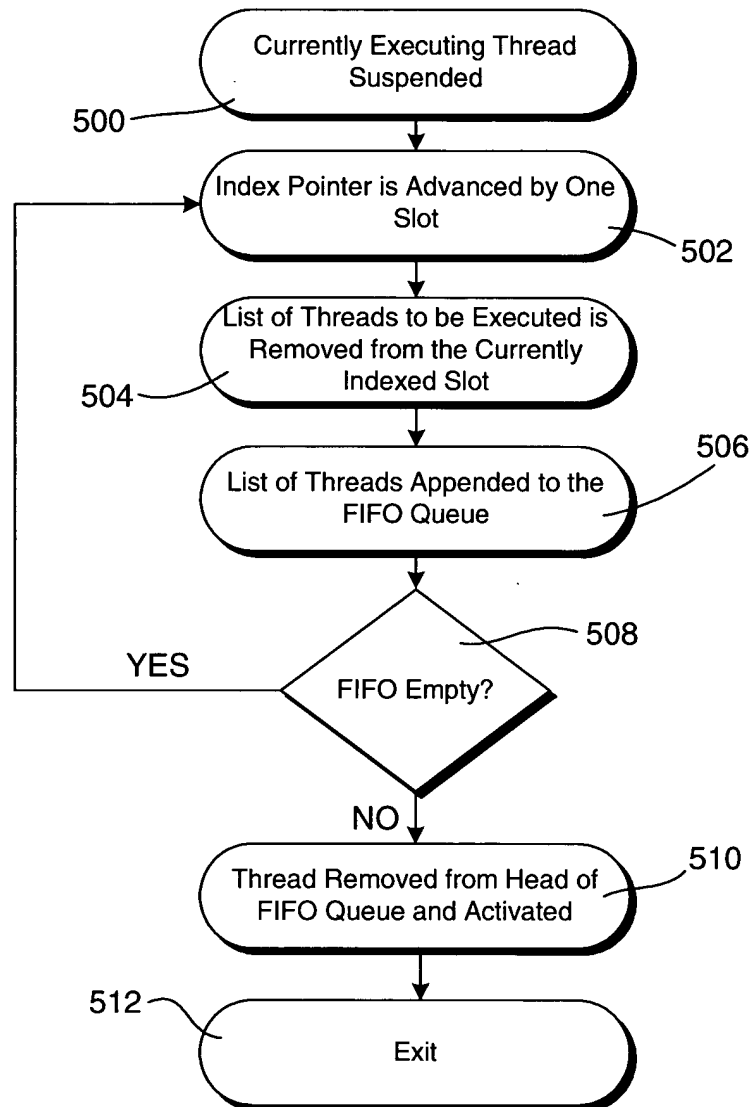 Currently Executing Thread
Suspended
500
Index Pointer is Advanced by One
Slot
502
List of Threads to be Executed is
Removed from the Currently
Indexed Slot
504
506
List of Threads Appended to the
FIFO Queue
508
YES
FIFO Empty?
NO
510
Thread Removed from Head of
FIFO Queue and Activated
512
Exit